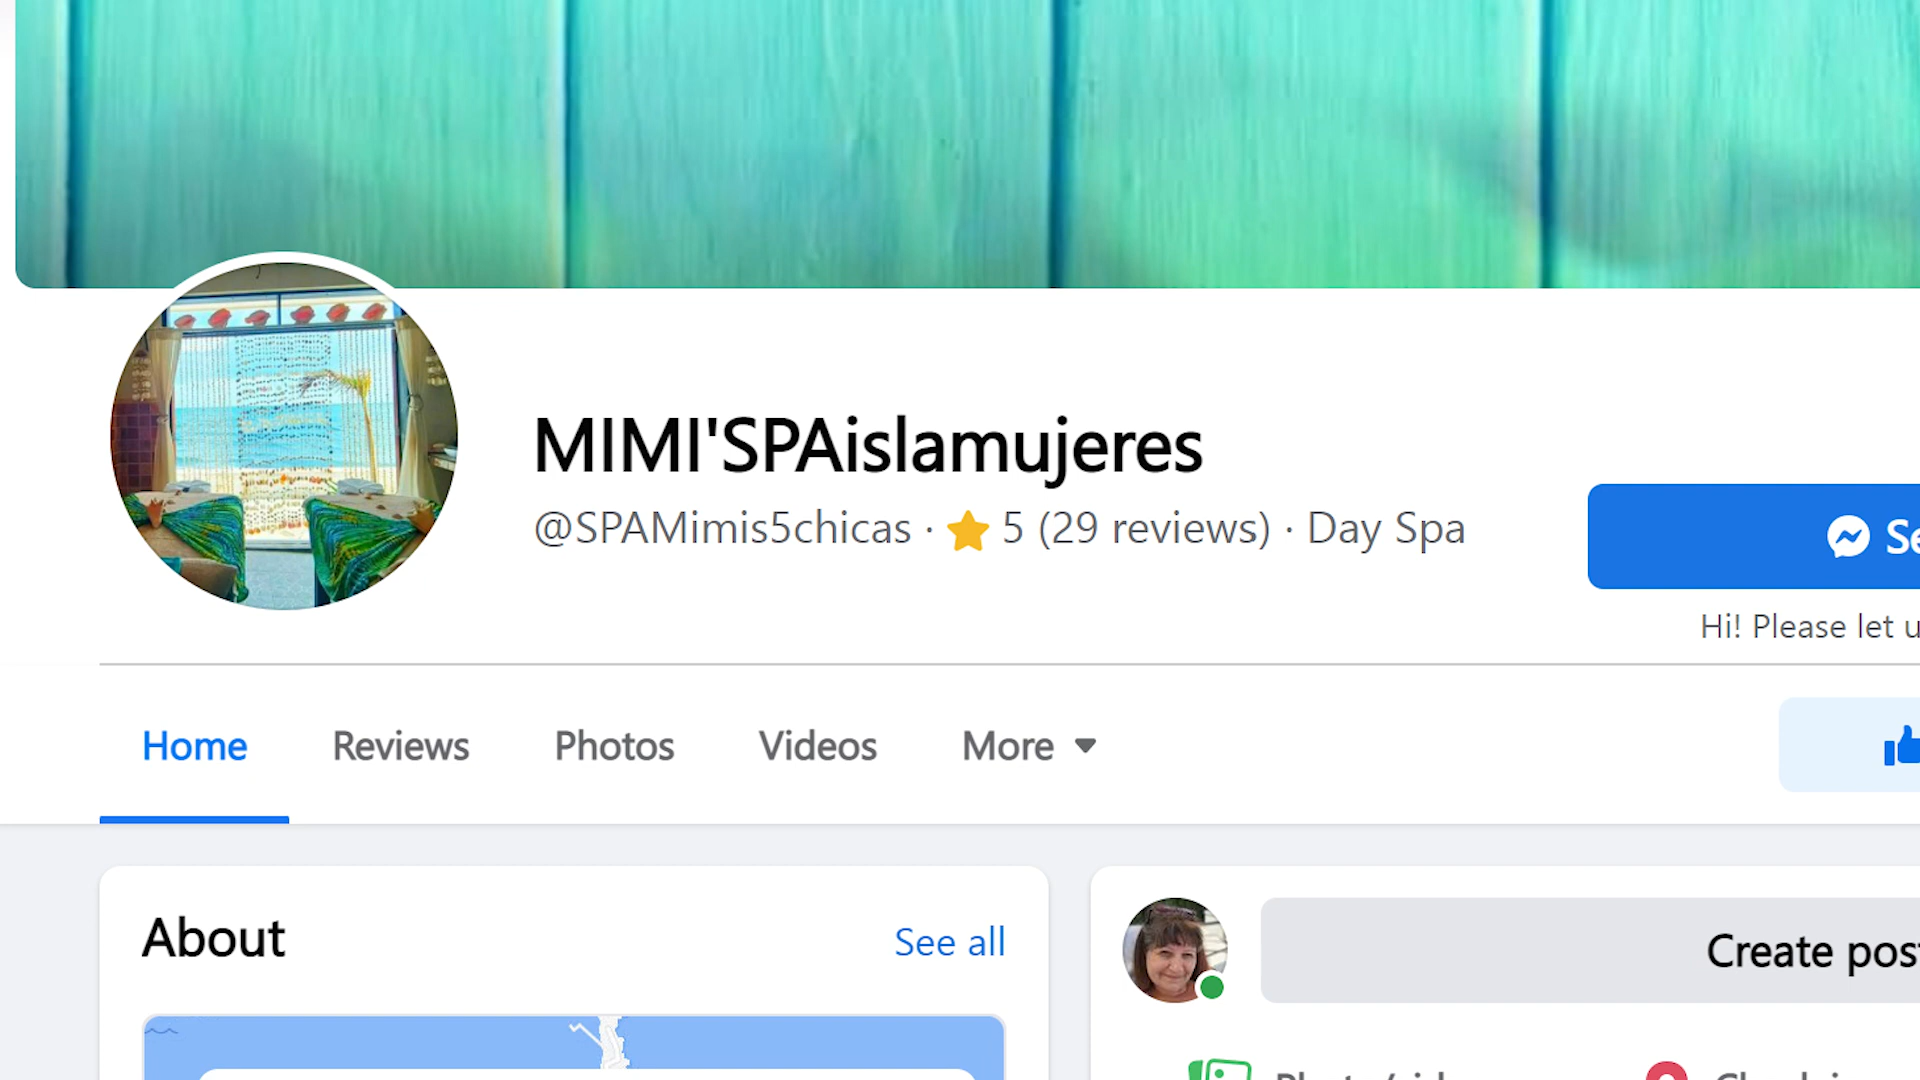 MIMI'SPAislamujeres
@SPAMimis5chicas · 5 (29 reviews) · Day Spa
Hi! Please let
Home Reviews Photos Videos More
About See all
Create